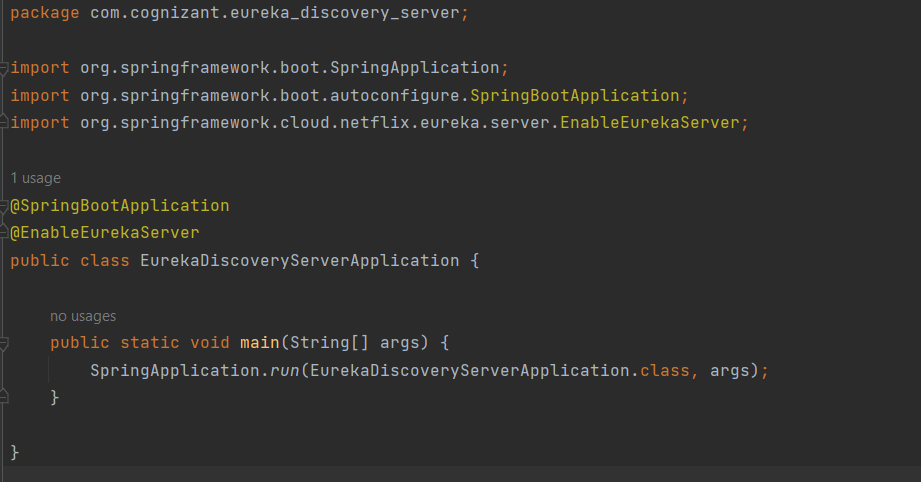 package com.cognizant.eureka_discovery_server;
import org.springframework.boot.SpringApplication;
import org.springframework.boot.autoconfigure.SpringBootApplication;
import org.springframework.cloud.netflix.eureka.server.EnableEurekaServer;
1 usage
@SpringBootApplication
@EnableEurekaServer
public class EurekaDiscoveryServerApplication {
no usages
public static void main(String[] args) {
SpringApplication.run(EurekaDiscoveryServerApplication.class, args);
}
}